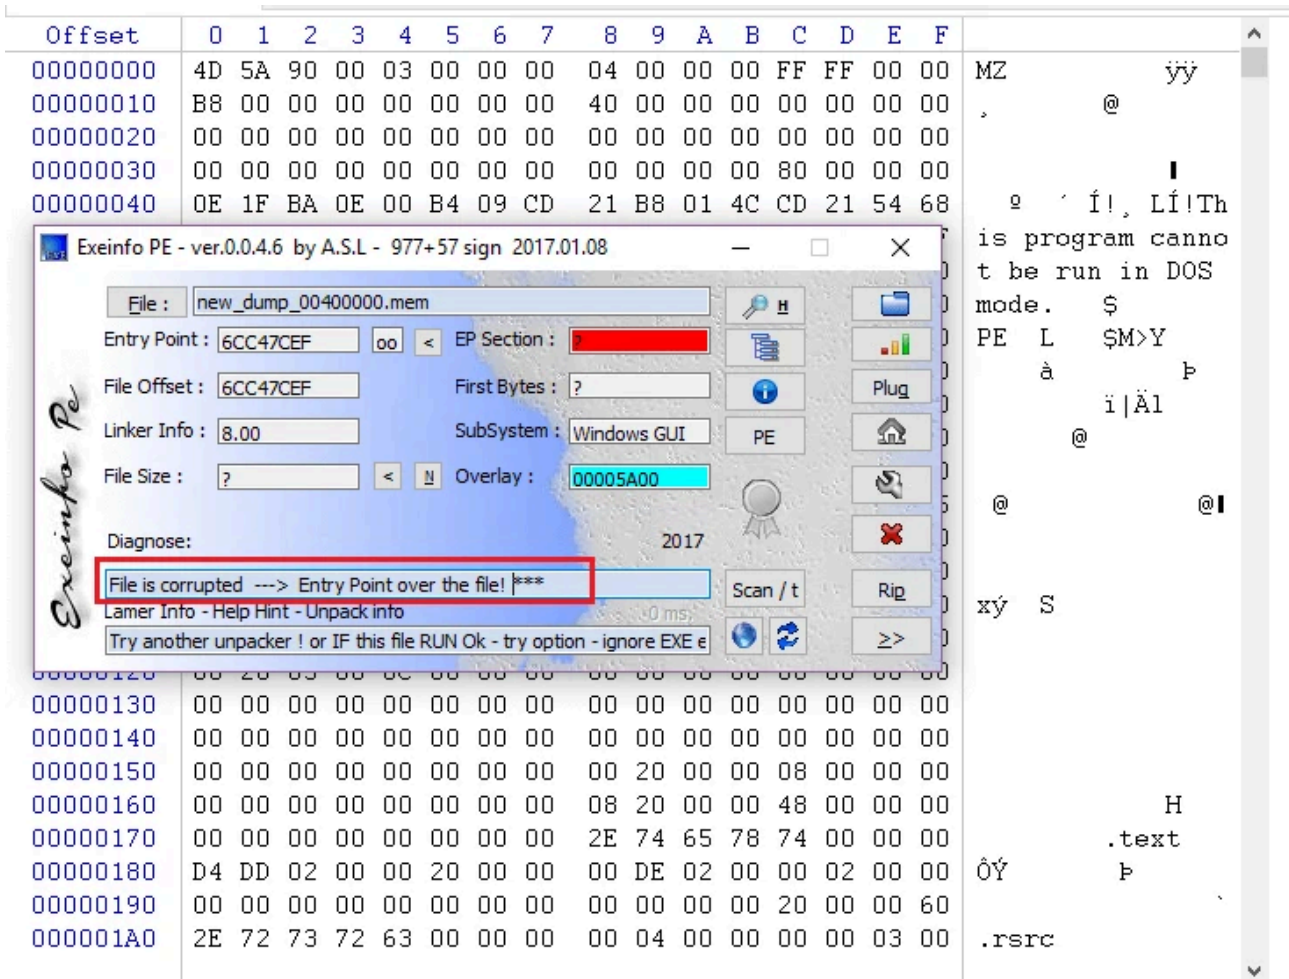 Offset 0 1 2 3 4 5 6 7 8 9 A B C D E F
00000000 4D 5A 90 00 03 00 00 00 04 00 00 00 FF FF 00 00 MZ ÿÿ
00000010 B8 00 00 00 00 00 00 00 40 00 00 00 00 00 00 00 ¸ @
00000020 00 00 00 00 00 00 00 00 00 00 00 00 00 00 00 00
00000030 00 00 00 00 00 00 00 00 00 00 00 00 80 00 00 00
00000040 0E 1F BA 0E 00 B4 09 CD 21 B8 01 4C CD 21 54 68 º ´ Í!¸ LÍ!Th
is program canno
t be run in DOS
mode. $
PE L $M>Y
à Þ
ï|Äl
@
@ @
xý S
Exeinfo PE - ver.0.0.4.6 by A.S.L - 977+57 sign 2017.01.08
Exeinfo Pe
File : new_dump_00400000.mem H
Entry Point : 6CC47CEF oo < EP Section : ?
File Offset : 6CC47CEF First Bytes : ? Plug
Linker Info : 8.00 SubSystem : Windows GUI PE
File Size : ? < N Overlay : 00005A00
Diagnose: 2017
File is corrupted ---> Entry Point over the file! *** Scan / t Rip
Lamer Info - Help Hint - Unpack info 0 ms.
Try another unpacker ! or IF this file RUN Ok - try option - ignore EXE e >>
00000130 00 00 00 00 00 00 00 00 00 00 00 00 00 00 00 00
00000140 00 00 00 00 00 00 00 00 00 00 00 00 00 00 00 00
00000150 00 00 00 00 00 00 00 00 00 20 00 00 08 00 00 00
00000160 00 00 00 00 00 00 00 00 08 20 00 00 48 00 00 00 H
00000170 00 00 00 00 00 00 00 00 2E 74 65 78 74 00 00 00 .text
00000180 D4 DD 02 00 00 20 00 00 00 DE 02 00 00 02 00 00 ÔÝ Þ
00000190 00 00 00 00 00 00 00 00 00 00 00 00 20 00 00 60 `
000001A0 2E 72 73 72 63 00 00 00 00 04 00 00 00 00 03 00 .rsrc